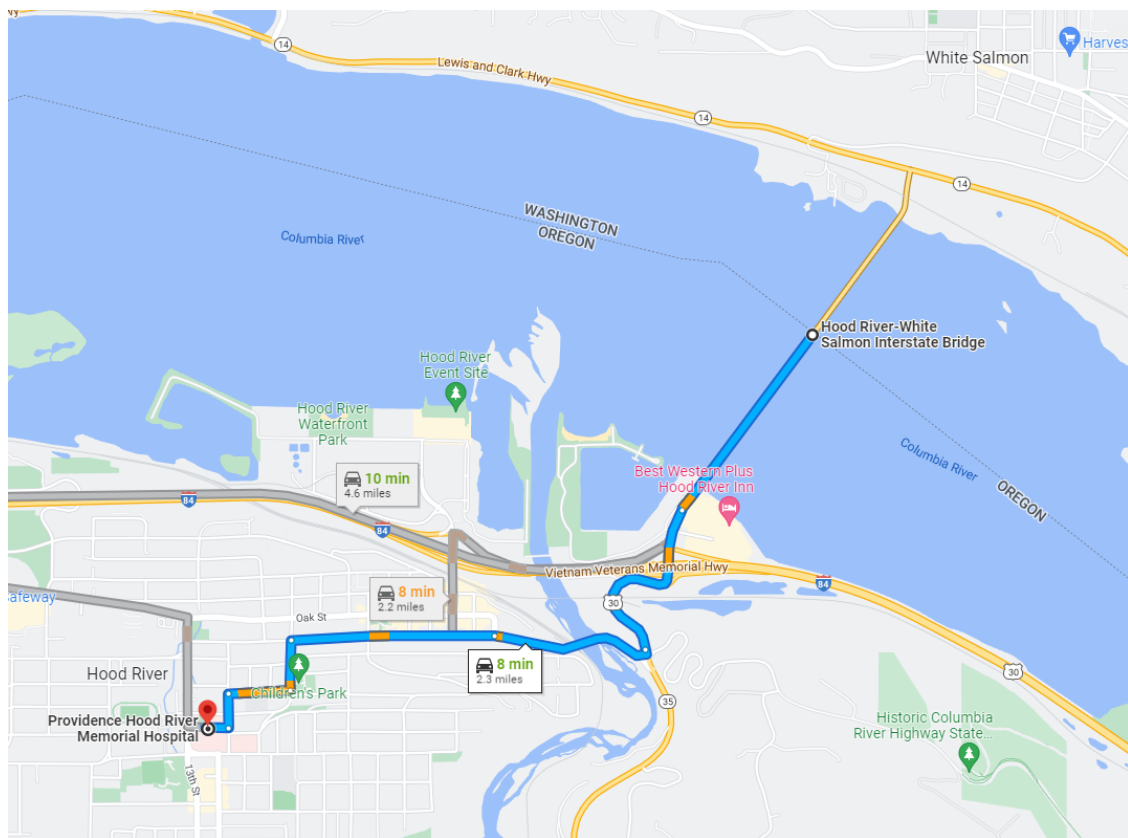 wy
14
Lewis and Clark Hwy
White Salmon
Harves
14
14
WASHINGTON
OREGON
Columbia River
Hood River-White
Salmon Interstate Bridge
Hood River
Event Site
Hood River
Waterfront
Park
Columbia River
OREGON
Best Western Plus
Hood River Inn
10 min
4.6 miles
84
84
Vietnam Veterans Memorial Hwy
84
8 min
2.2 miles
30
Safeway
Oak St
8 min
2.3 miles
Hood River
Children's Park
30
35
Providence Hood River
Memorial Hospital
Historic Columbia
River Highway State...
13th St